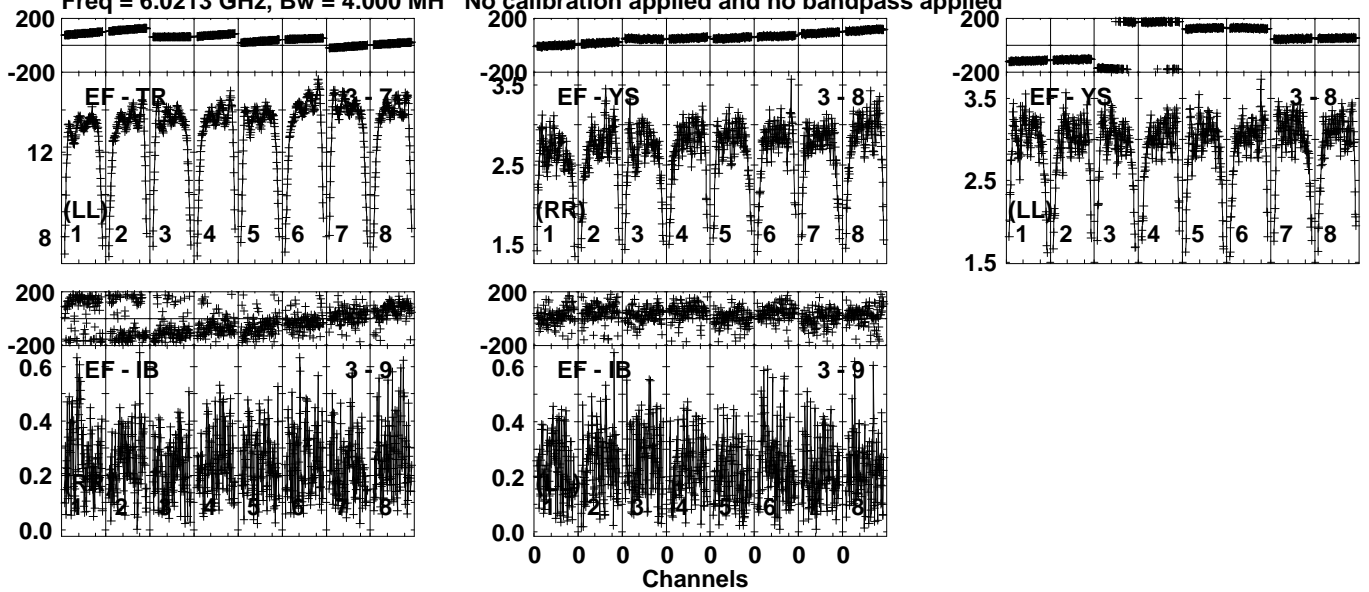 Freq = 6.0213 GHz, Bw = 4.000 MH No calibration applied and no bandpass applied
200
-200
EF - TR
3 - 7
12
8
(LL)
1 2 3 4 5 6 7 8
200
-200
3.5
EF - YS
3 - 8
2.5
1.5
(RR)
1 2 3 4 5 6 7 8
200
-200
3.5
EF - YS
3 - 8
2.5
1.5
(LL)
1 2 3 4 5 6 7 8
200
-200
0.6
EF - IB
3 - 9
0.4
0.2
0.0
1 2 3 4 5 6 7 8
200
-200
0.6
EF - IB
3 - 9
0.4
0.2
0.0
1 2 3 4 5 6 7 8
0 0 0 0 0 0 0 0
Channels